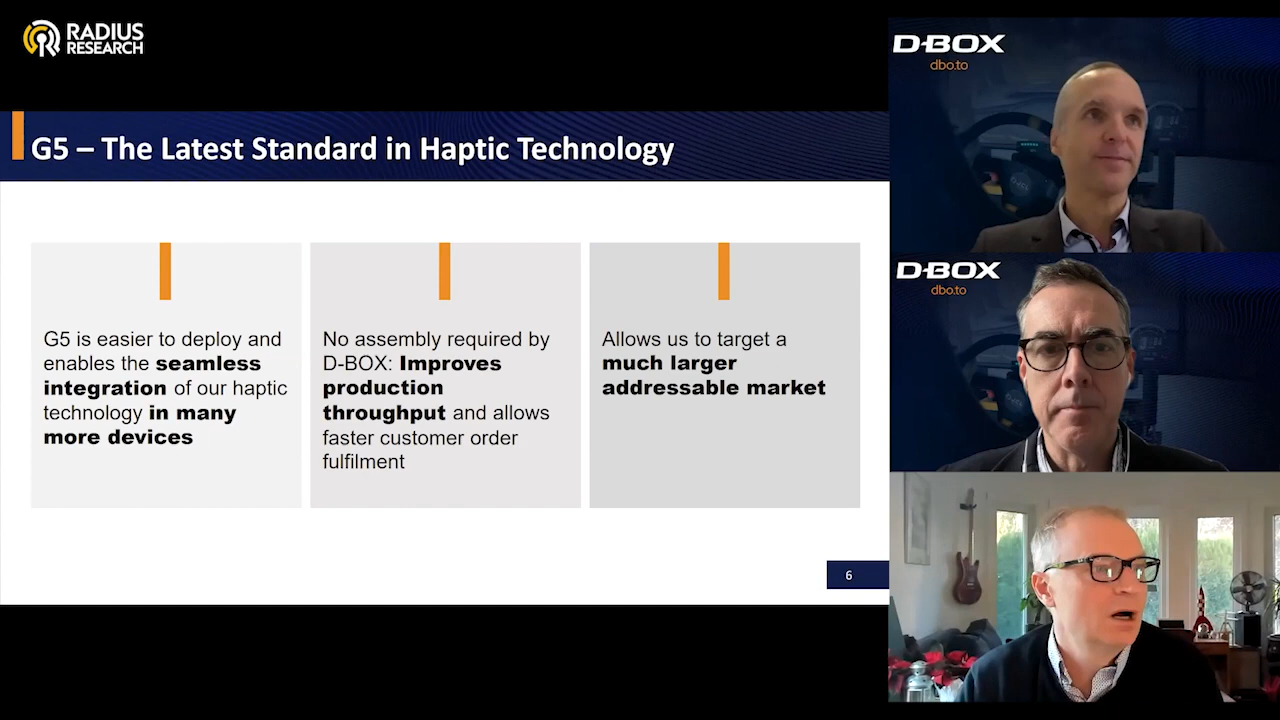 RADIUS
RESEARCH
G5 – The Latest Standard in Haptic Technology
G5 is easier to deploy and
enables the seamless
integration of our haptic
technology in many
more devices
No assembly required by
D-BOX: Improves
production
throughput and allows
faster customer order
fulfilment
Allows us to target a
much larger
addressable market
6
D-BOX
dbo.to
D-BOX
dbo.to